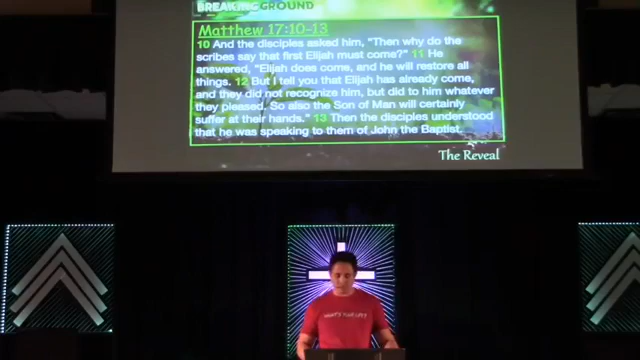 BREAKINGGROUND
Matthew 17:10-13
10 And the disciples asked him, "Then why do the
scribes say that first Elijah must come?" 11 He
answered, "Elijah does come, and he will restore all
things. 12 But I tell you that Elijah has already come,
and they did not recognize him, but did to him whatever
they pleased. So also the Son of Man will certainly
suffer at their hands." 13 Then the disciples understood
that he was speaking to them of John the Baptist.
The Reveal